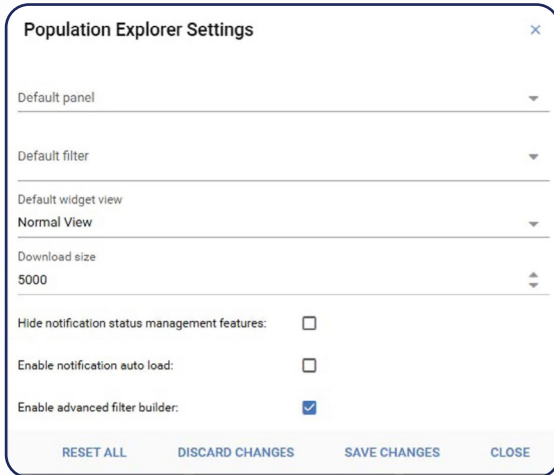 Population Explorer Settings
Default panel
Default filter
Default widget view
Normal View
Download size
5000
Hide notification status management features:
Enable notification auto load:
Enable advanced filter builder:
RESET ALL DISCARD CHANGES SAVE CHANGES CLOSE